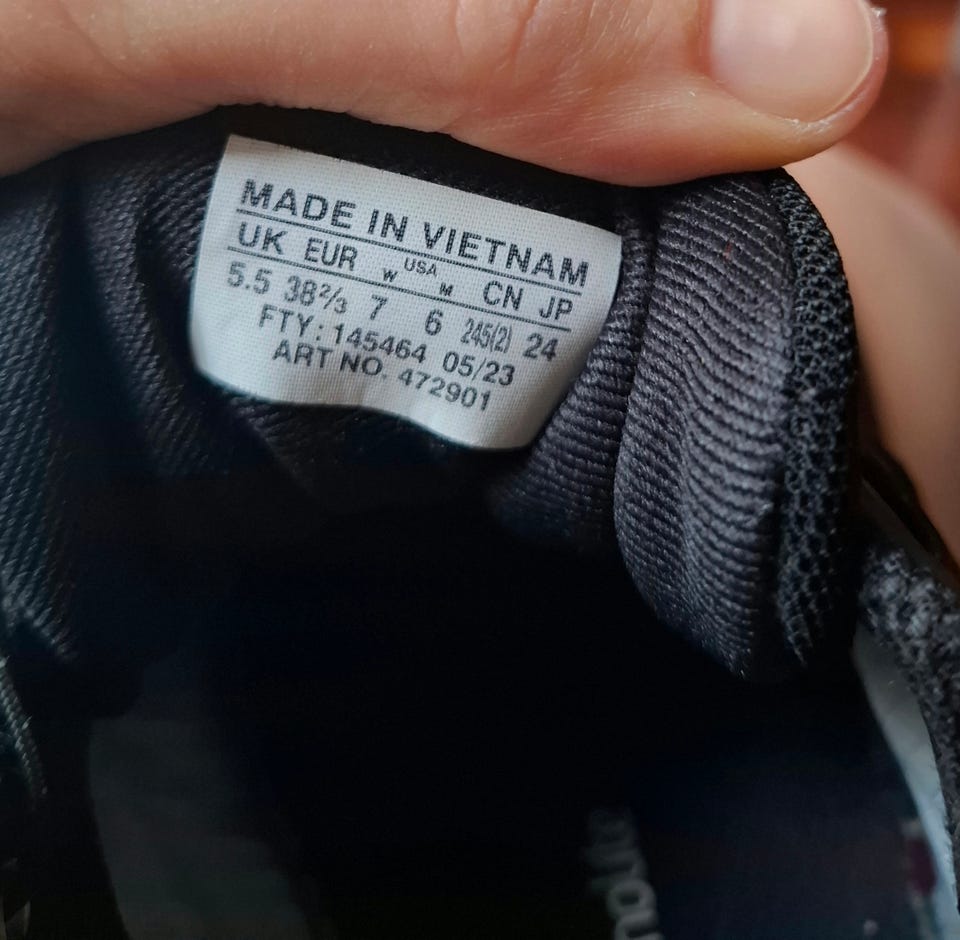 MADE IN VIETNAM
UK EUR W USA M CN JP
5.5 38⅔ 7 6 245(2) 24
FTY: 145464 05/23
ART NO. 472901